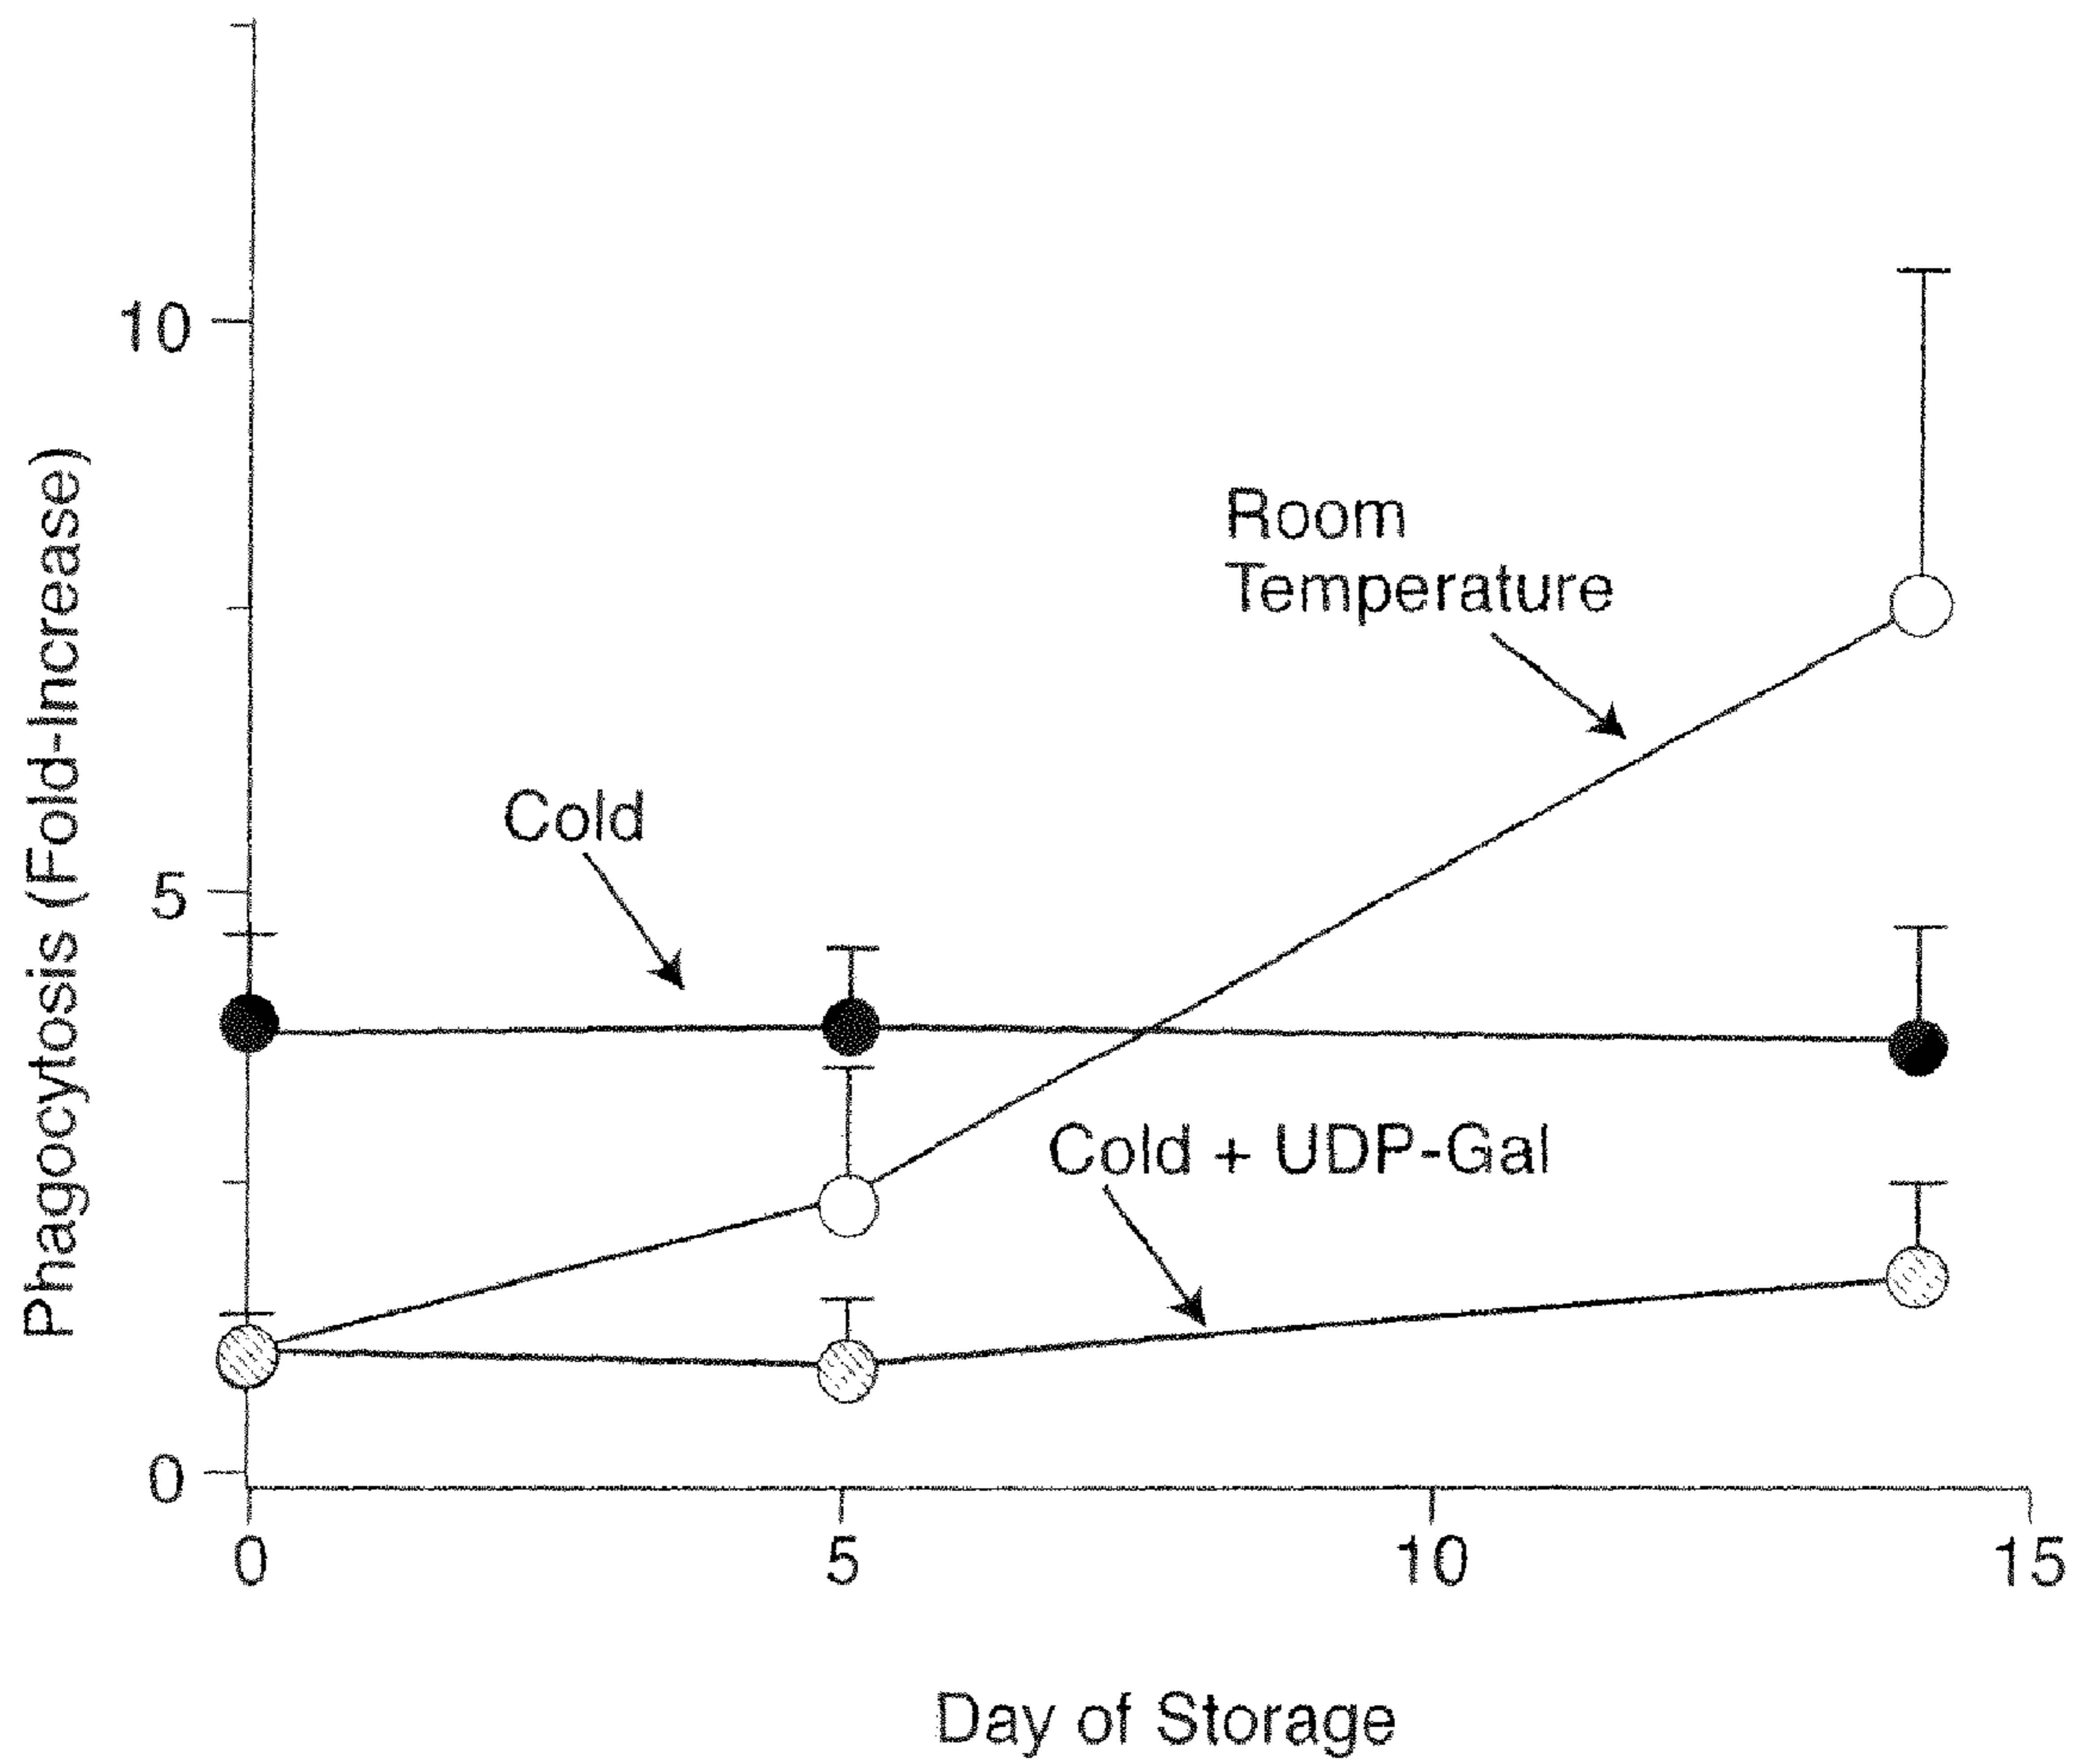 10
5
0
Phagocytosis (Fold-Increase)
Room
Temperature
Cold
Cold + UDP-Gal
0
5
10
15
Day of Storage